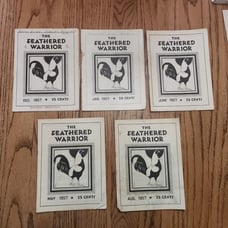 THE
FEATHERED
WARRIOR
DEC. 1957 ★ 25 CENTS
THE
FEATHERED
WARRIOR
JAN. 1957 ★ 25 CENTS
THE
FEATHERED
WARRIOR
JUNE 1957 ★ 25 CENTS
THE
FEATHERED
WARRIOR
MAY 1957 ★ 25 CENTS
THE
FEATHERED
WARRIOR
AUG. 1957 ★ 25 CENTS